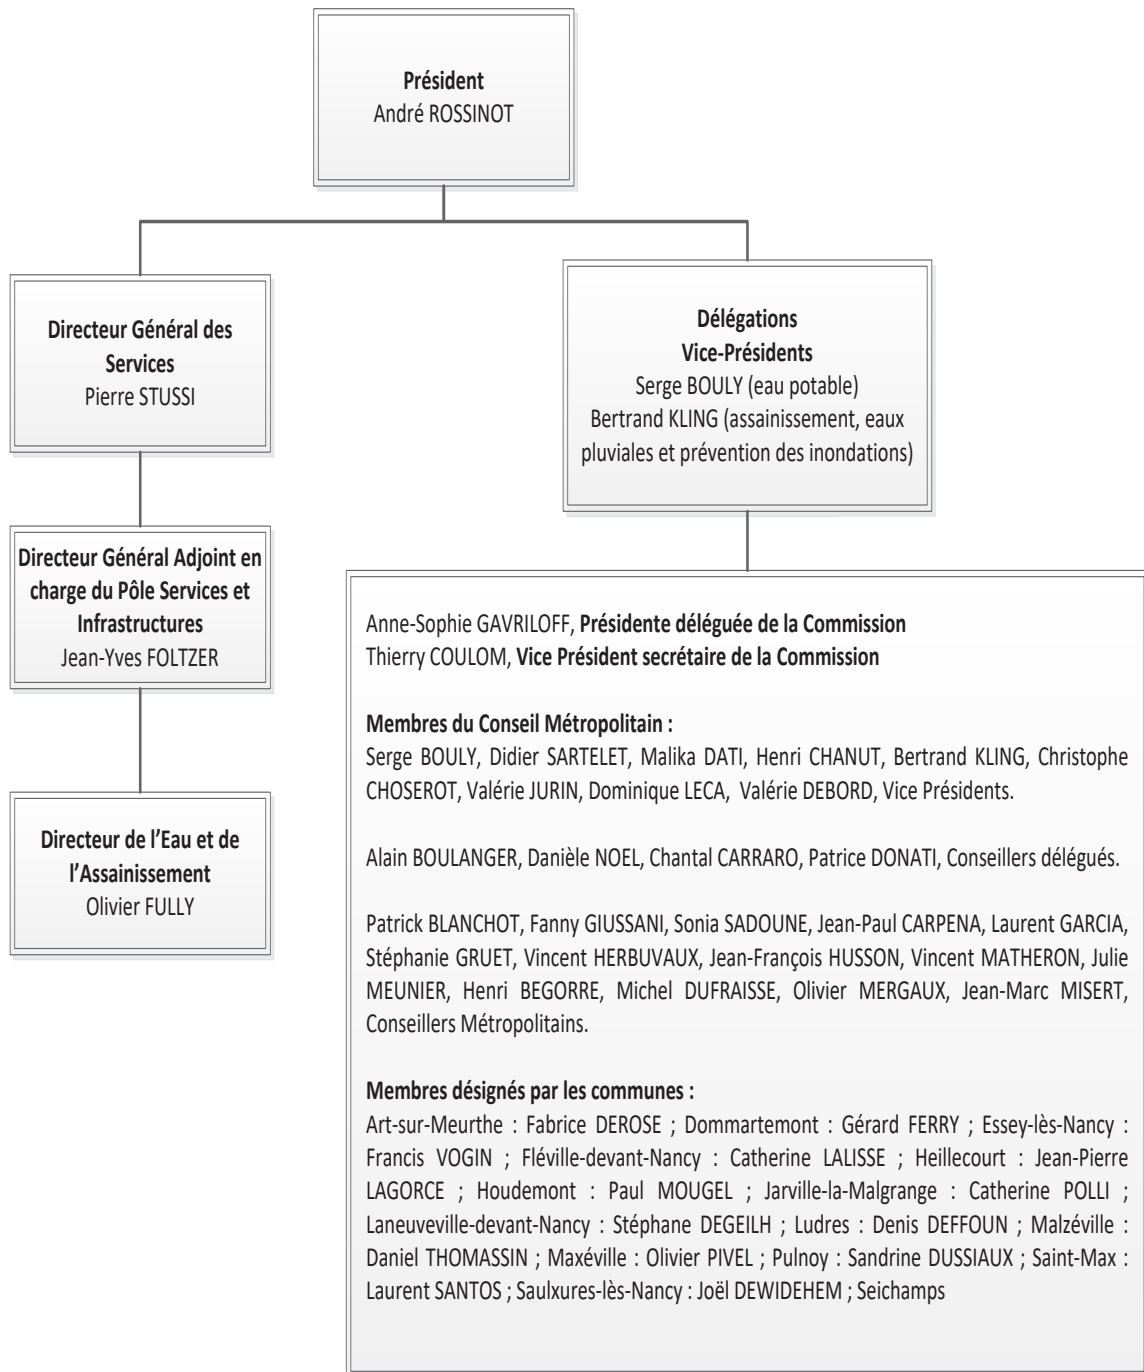 Président
André ROSSINOT
Directeur Général des
Services
Pierre STUSSI
Délégations
Vice-Présidents
Serge BOULY (eau potable)
Bertrand KLING (assainissement, eaux
pluviales et prévention des inondations)
Directeur Général Adjoint en
charge du Pôle Services et
Infrastructures
Jean-Yves FOLTZER
Directeur de l’Eau et de
l’Assainissement
Olivier FULLY
Anne-Sophie GAVRILOFF, Présidente déléguée de la Commission
Thierry COULOM, Vice Président secrétaire de la Commission
Membres du Conseil Métropolitain :
Serge BOULY, Didier SARTELET, Malika DATI, Henri CHANUT, Bertrand KLING, Christophe
CHOSEROT, Valérie JURIN, Dominique LECA, Valérie DEBORD, Vice Présidents.
Alain BOULANGER, Danièle NOEL, Chantal CARRARO, Patrice DONATI, Conseillers délégués.
Patrick BLANCHOT, Fanny GIUSSANI, Sonia SADOUNE, Jean-Paul CARPENA, Laurent GARCIA,
Stéphanie GRUET, Vincent HERBUVAUX, Jean-François HUSSON, Vincent MATHERON, Julie
MEUNIER, Henri BEGORRE, Michel DUFRAISSE, Olivier MERGAUX, Jean-Marc MISERT,
Conseillers Métropolitains.
Membres désignés par les communes :
Art-sur-Meurthe : Fabrice DEROSE ; Dommartemont : Gérard FERRY ; Essey-lès-Nancy :
Francis VOGIN ; Fléville-devant-Nancy : Catherine LALISSE ; Heillecourt : Jean-Pierre
LAGORCE ; Houdemont : Paul MOUGEL ; Jarville-la-Malgrange : Catherine POLLI ;
Laneuveville-devant-Nancy : Stéphane DEGEILH ; Ludres : Denis DEFFOUN ; Malzéville :
Daniel THOMASSIN ; Maxéville : Olivier PIVEL ; Pulnoy : Sandrine DUSSIAUX ; Saint-Max :
Laurent SANTOS ; Saulxures-lès-Nancy : Joël DEWIDEHEM ; Seichamps